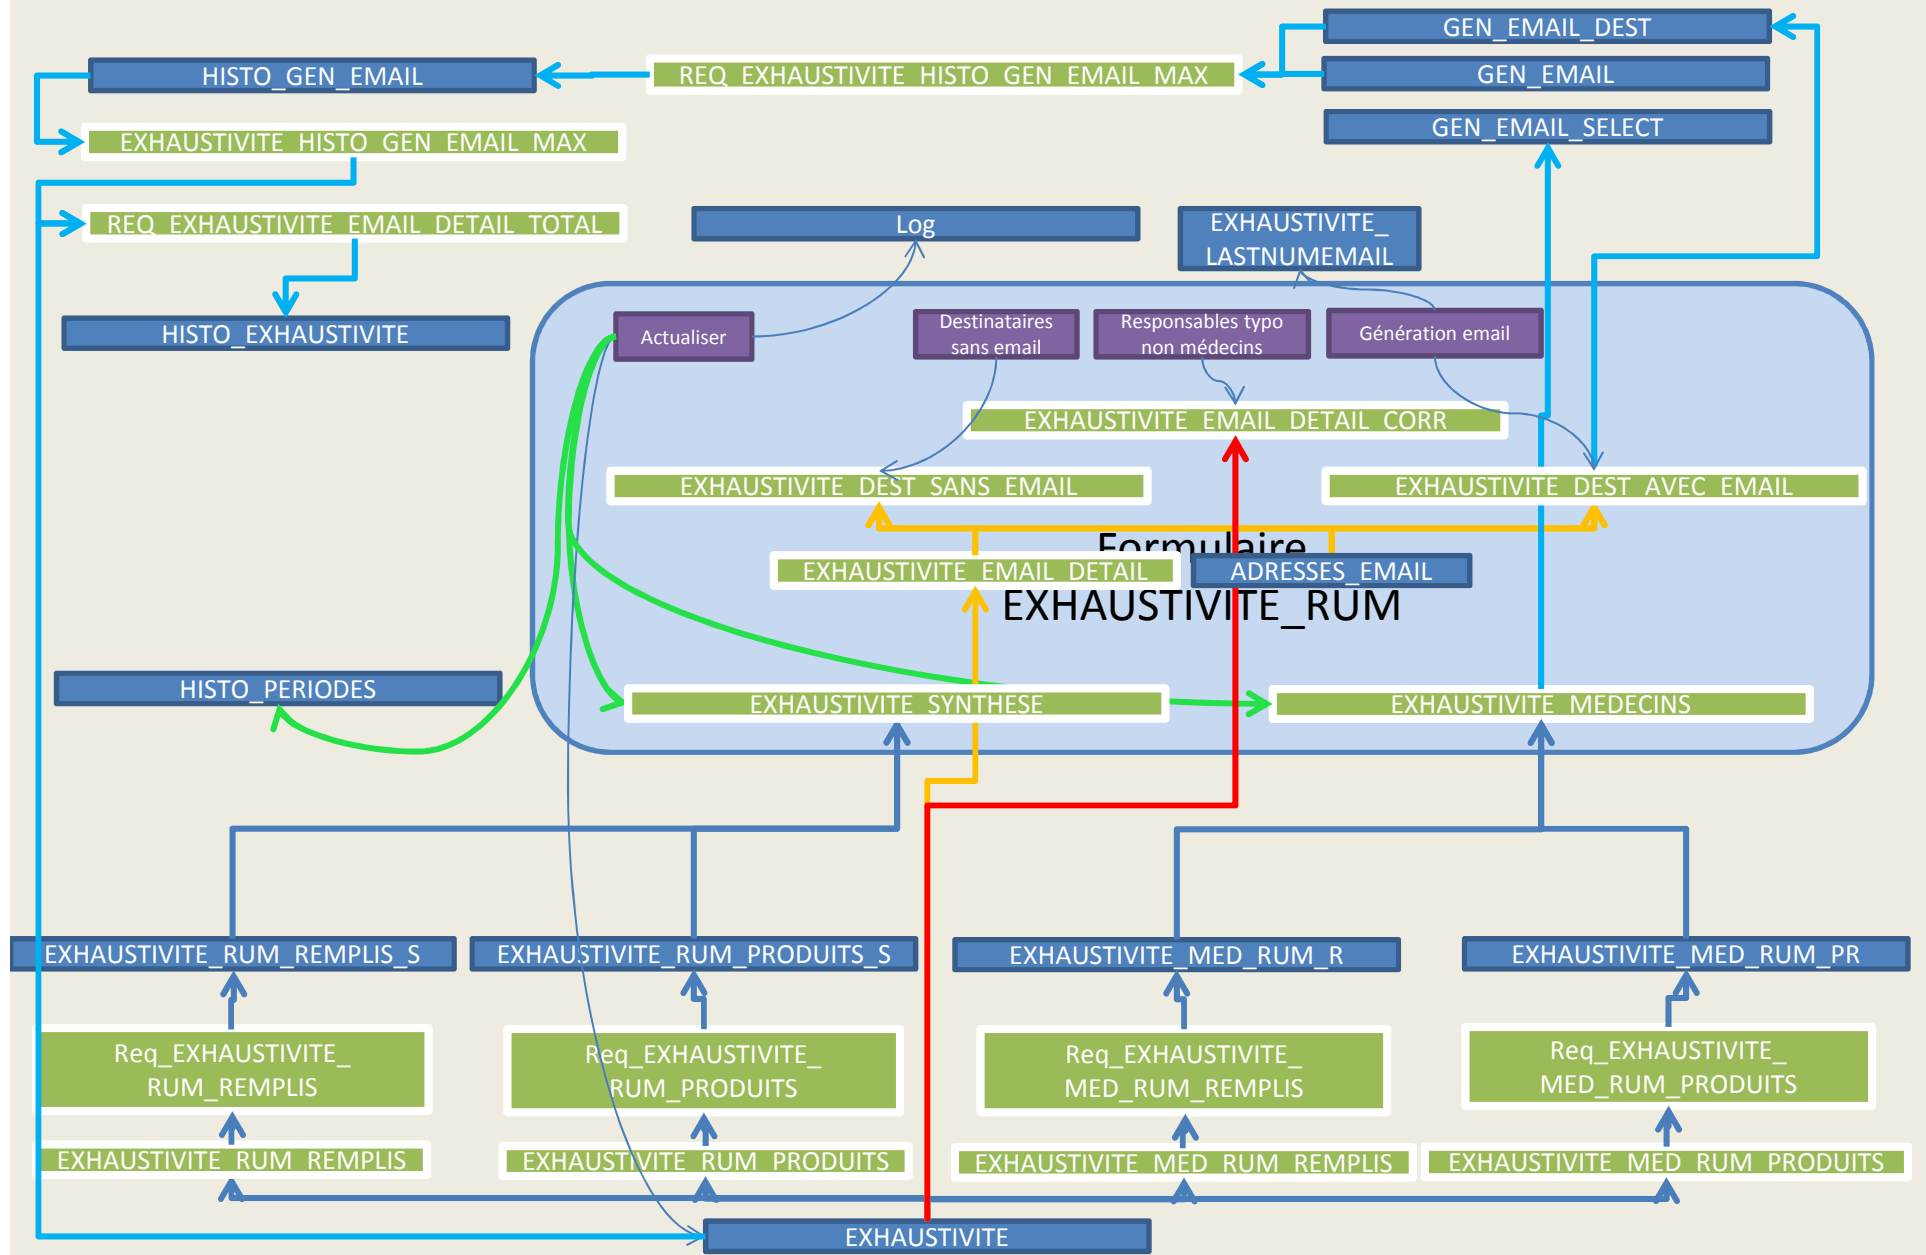 GEN_EMAIL_DEST
HISTO_GEN_EMAIL
REQ_EXHAUSTIVITE_HISTO_GEN_EMAIL_MAX
GEN_EMAIL
GEN_EMAIL_SELECT
EXHAUSTIVITE_HISTO_GEN_EMAIL_MAX
REQ_EXHAUSTIVITE_EMAIL_DETAIL_TOTAL
Log
EXHAUSTIVITE_
LASTNUMEMAIL
HISTO_EXHAUSTIVITE
Actualiser
Destinataires
sans email
Responsables typo
non médecins
Génération email
EXHAUSTIVITE_EMAIL_DETAIL_CORR
EXHAUSTIVITE_DEST_SANS_EMAIL
EXHAUSTIVITE_DEST_AVEC_EMAIL
Formulaire
EXHAUSTIVITE_EMAIL_DETAIL
ADRESSES_EMAIL
EXHAUSTIVITE_RUM
HISTO_PERIODES
EXHAUSTIVITE_SYNTHESE
EXHAUSTIVITE_MEDECINS
EXHAUSTIVITE_RUM_REMPLIS_S
EXHAUSTIVITE_RUM_PRODUITS_S
EXHAUSTIVITE_MED_RUM_R
EXHAUSTIVITE_MED_RUM_PR
Req_EXHAUSTIVITE_
RUM_REMPLIS
Req_EXHAUSTIVITE_
RUM_PRODUITS
Req_EXHAUSTIVITE_
MED_RUM_REMPLIS
Req_EXHAUSTIVITE_
MED_RUM_PRODUITS
EXHAUSTIVITE_RUM_REMPLIS
EXHAUSTIVITE_RUM_PRODUITS
EXHAUSTIVITE_MED_RUM_REMPLIS
EXHAUSTIVITE_MED_RUM_PRODUITS
EXHAUSTIVITE